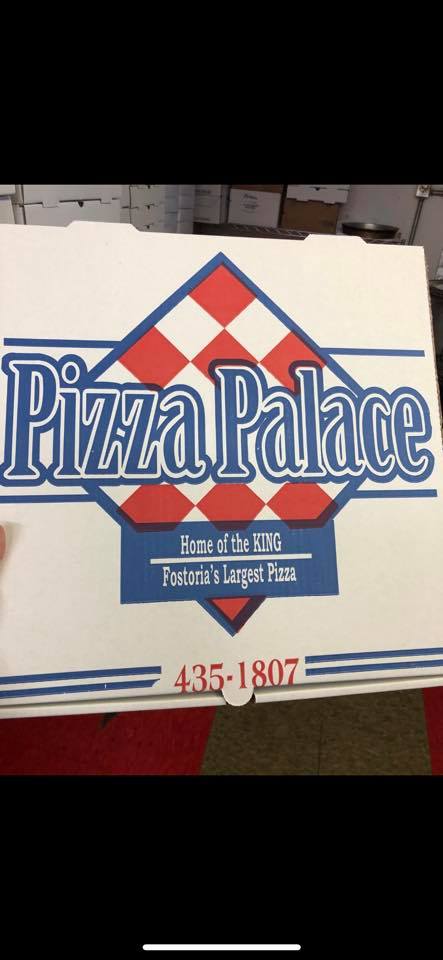 Pizza Palace
Home of the KING
Fostoria's Largest Pizza
435-1807